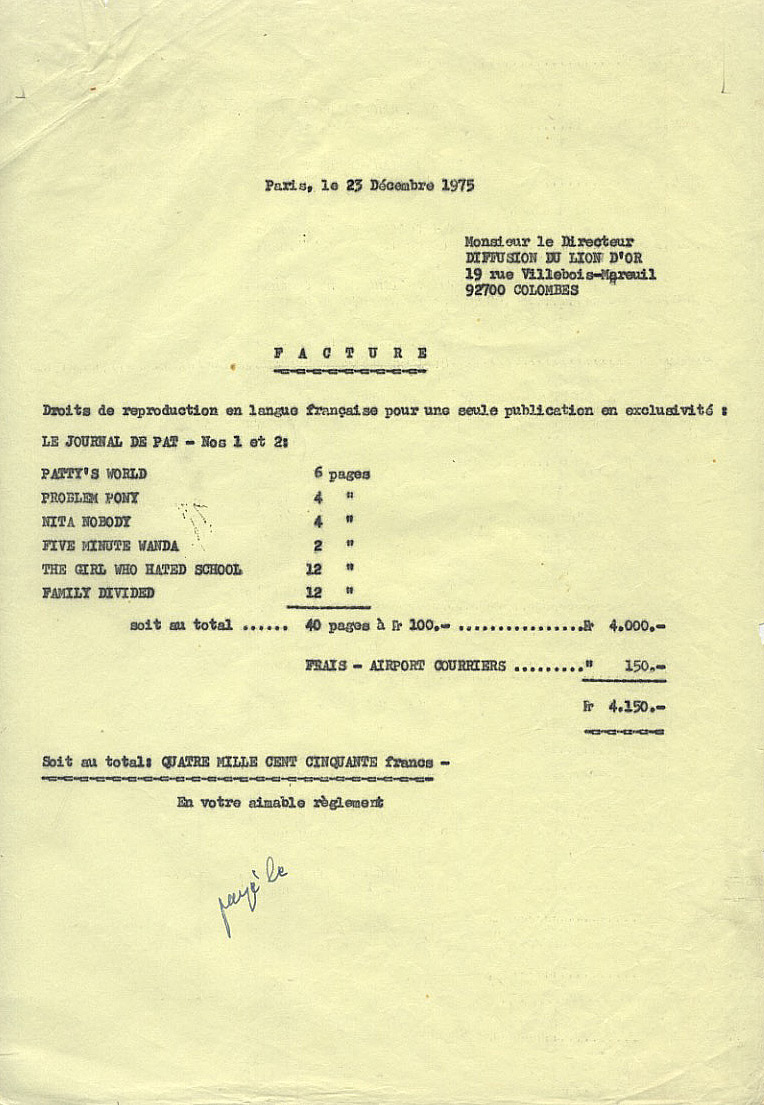 Paris, le 23 Décembre 1975
Monsieur le Directeur
DIFFUSION DU LION D'OR
19 rue Villebois-Mareuil
92700 COLOMBES
F A C T U R E
Droits de reproduction en langue française pour une seule publication en exclusivité :
LE JOURNAL DE PAT - Nos 1 et 2:
PATTY'S WORLD 6 pages
PROBLEM PONY 4 "
NITA NOBODY 4 "
FIVE MINUTE WANDA 2 "
THE GIRL WHO HATED SCHOOL 12 "
FAMILY DIVIDED 12 "
soit au total ...... 40 pages à Fr 100.- ................Fr 4.000.-
FRAIS - AIRPORT COURRIERS ........." 150.-
Fr 4.150.-
Soit au total: QUATRE MILLE CENT CINQUANTE francs -
En votre aimable règlement
payé le